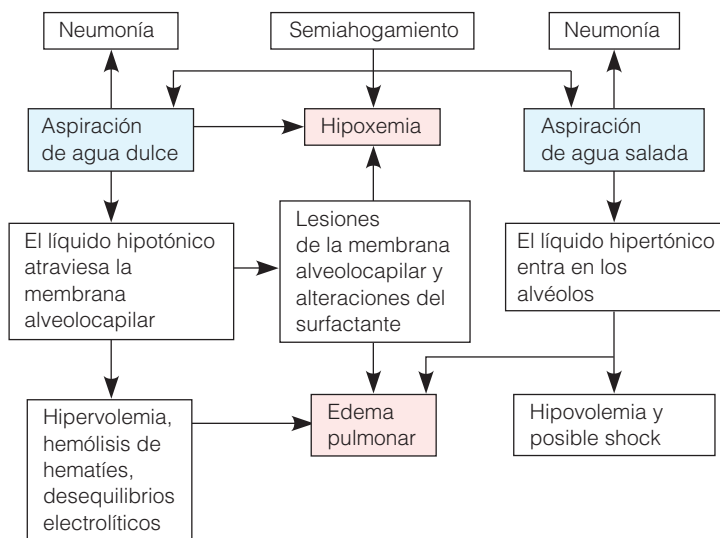 Neumonía
Semiahogamiento
Neumonía
Aspiración
de agua dulce
Hipoxemia
Aspiración
de agua salada
El líquido hipotónico
atraviesa la
membrana
alveolocapilar
Lesiones
de la membrana
alveolocapilar y
alteraciones del
surfactante
El líquido hipertónico
entra en los
alvéolos
Hipervolemia,
hemólisis de
hematíes,
desequilibrios
electrolíticos
Edema
pulmonar
Hipovolemia y
posible shock